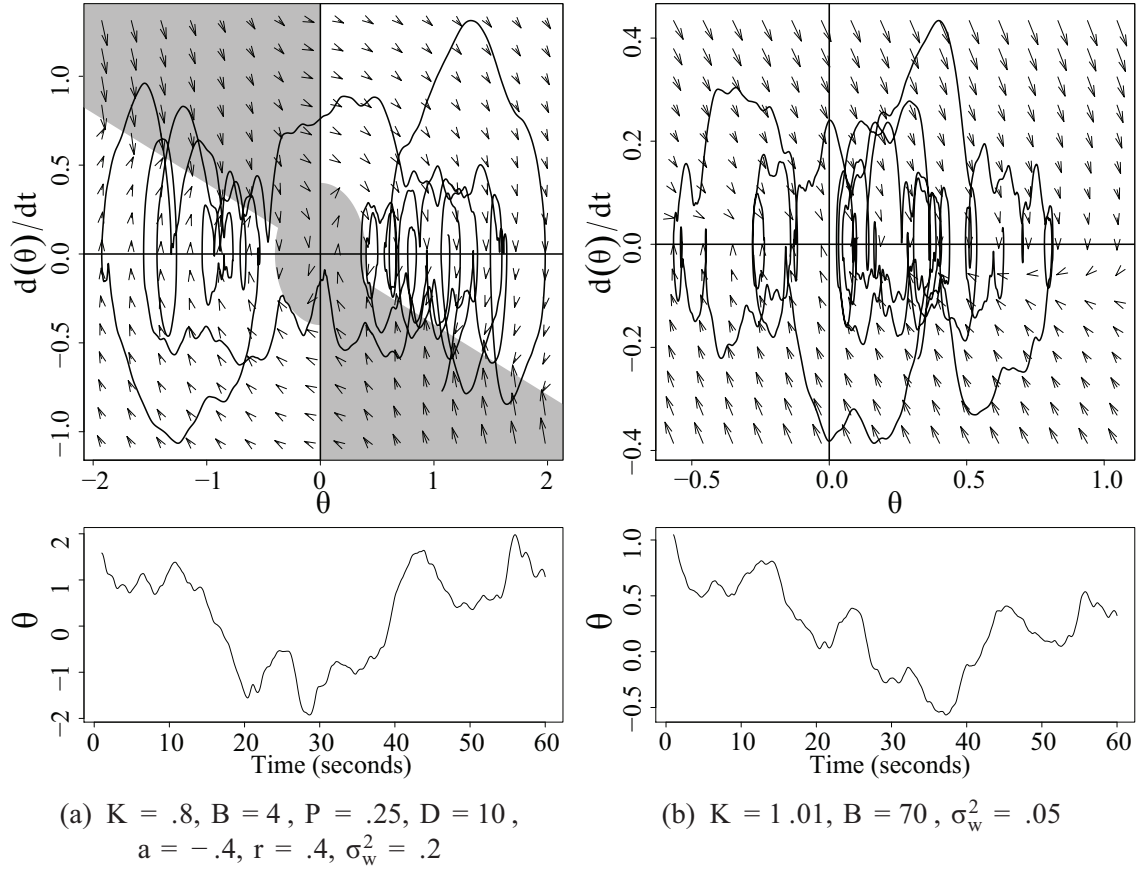 d(θ)/dt
1.0
0.5
0.0
−0.5
−1.0
−2 −1 0 1 2
θ
d(θ)/dt
0.4
0.2
0.0
−0.2
−0.4
−0.5 0.0 0.5 1.0
θ
θ
2
1
0
−1
−2
0 10 20 30 40 50 60
Time (seconds)
θ
1.0
0.5
0.0
−0.5
0 10 20 30 40 50 60
Time (seconds)
(a) K = .8, B = 4 , P = .25, D = 10 ,
a = − .4, r = .4, σ²w = .2
(b) K = 1 .01, B = 70 , σ²w = .05